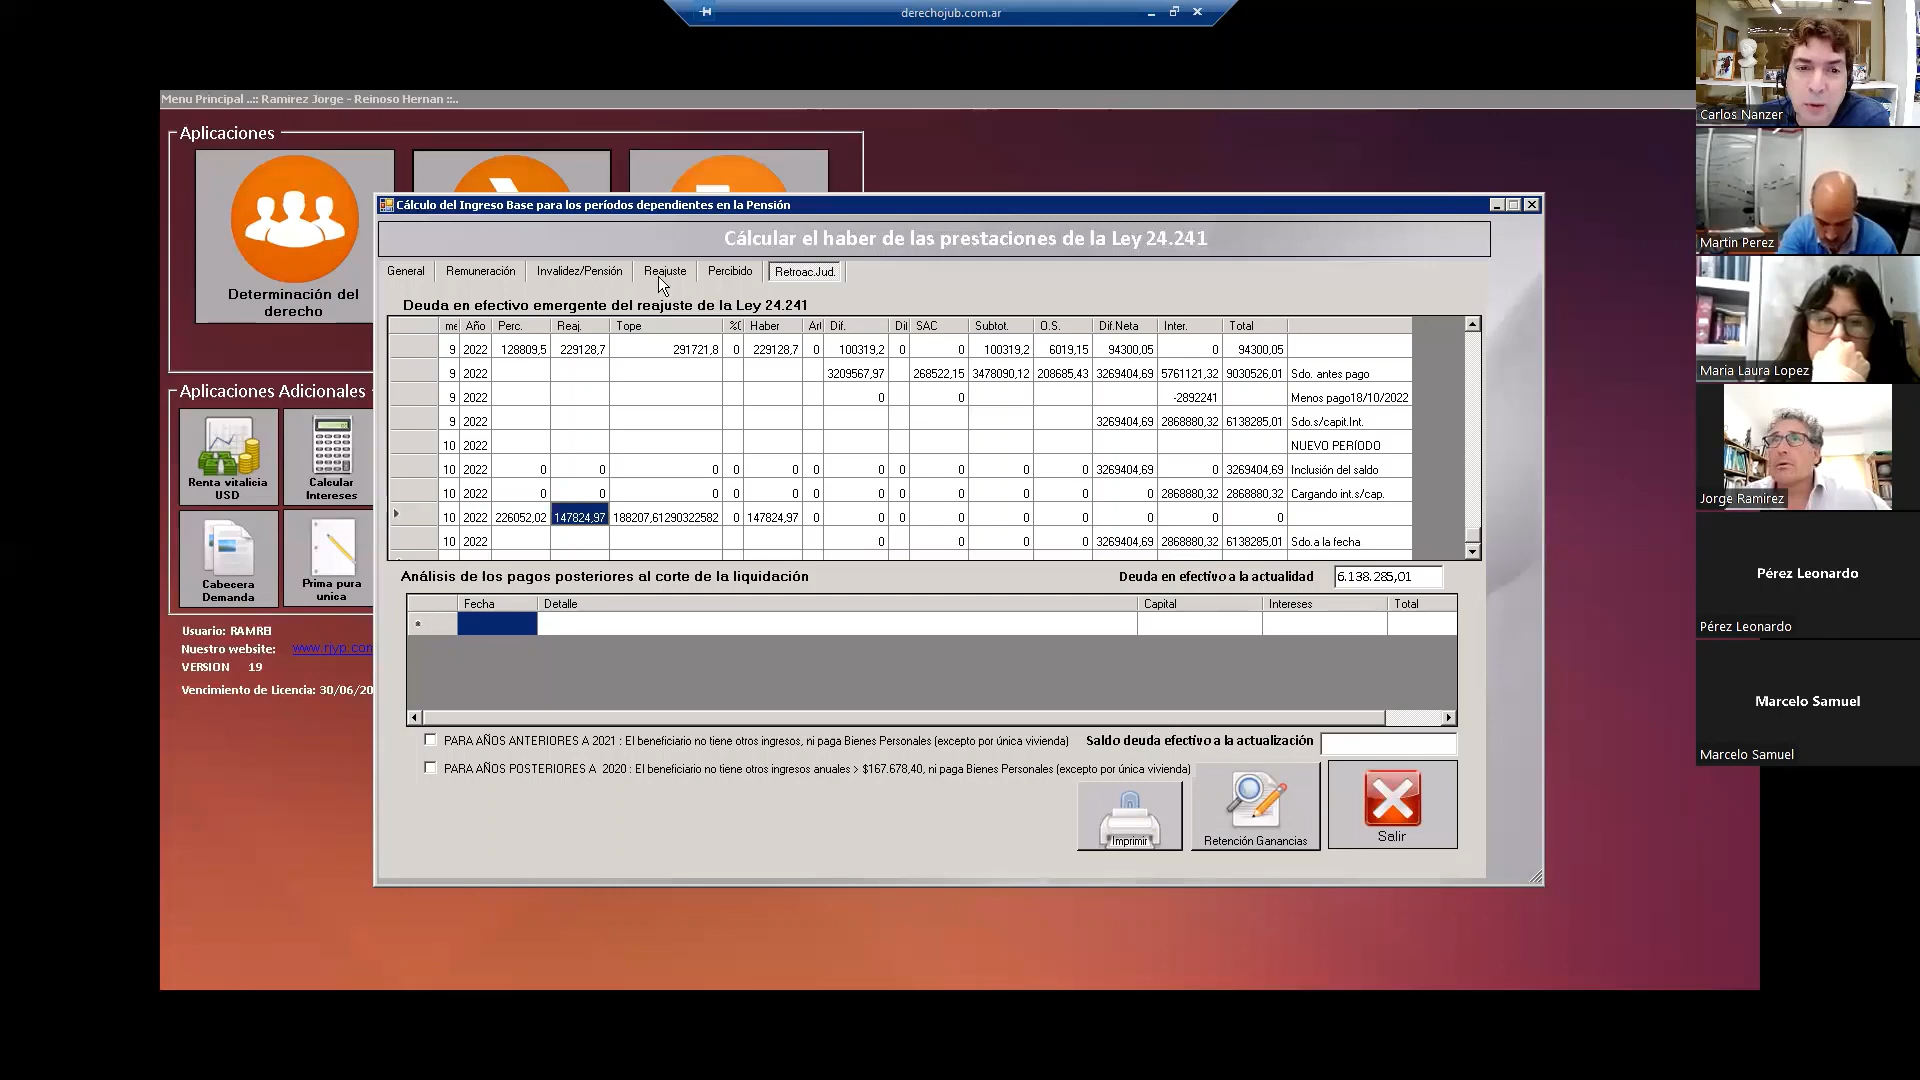 derechojub.com.ar
Menu Principal ..:: Ramirez Jorge - Reinoso Hernan ::..
Aplicaciones
Determinación del
derecho
Aplicaciones Adicionales
Renta vitalicia
USD
Calcular
Intereses
Cabecera
Demanda
Prima pura
unica
Usuario: RAMREI
Nuestro website: www.rjyp.com
VERSION 19
Vencimiento de Licencia: 30/06/20
Cálculo del Ingreso Base para los períodos dependientes en la Pensión
Cálcular el haber de las prestaciones de la Ley 24.241
General Remuneración Invalidez/Pensión Reajuste Percibido Retroac.Jud.
Deuda en efectivo emergente del reajuste de la Ley 24.241
me Año Perc. Reaj. Tope %( Haber Art Dif. Dil SAC Subtot. O.S. Dif.Neta Inter. Total
9 2022 128809,5 229128,7 291721,8 0 229128,7 0 100319,2 0 0 100319,2 6019,15 94300,05 0 94300,05
9 2022 3209567,97 268522,15 3478090,12 208685,43 3269404,69 5761121,32 9030526,01 Sdo. antes pago
9 2022 0 0 -2892241 Menos pago18/10/2022
9 2022 3269404,69 2868880,32 6138285,01 Sdo.s/capit.Int.
10 2022 NUEVO PERÍODO
10 2022 0 0 0 0 0 0 0 0 0 0 0 3269404,69 0 3269404,69 Inclusión del saldo
10 2022 0 0 0 0 0 0 0 0 0 0 0 0 2868880,32 2868880,32 Cargando int.s/cap.
10 2022 226052,02 147824,97 188207,61290322582 0 147824,97 0 0 0 0 0 0 0 0 0
10 2022 0 0 0 0 3269404,69 2868880,32 6138285,01 Sdo.a la fecha
Análisis de los pagos posteriores al corte de la liquidación
Deuda en efectivo a la actualidad 6.138.285,01
Fecha Detalle Capital Intereses Total
*
PARA AÑOS ANTERIORES A 2021 : El beneficiario no tiene otros ingresos, ni paga Bienes Personales (excepto por única vivienda)
Saldo deuda efectivo a la actualización
PARA AÑOS POSTERIORES A 2020 : El beneficiario no tiene otros ingresos anuales > $167.678,40, ni paga Bienes Personales (excepto por única vivienda)
Imprimir
Retención Ganancias
Salir
Carlos Nanzer
Martin Perez
Maria Laura Lopez
Jorge Ramirez
Pérez Leonardo
Pérez Leonardo
Marcelo Samuel
Marcelo Samuel